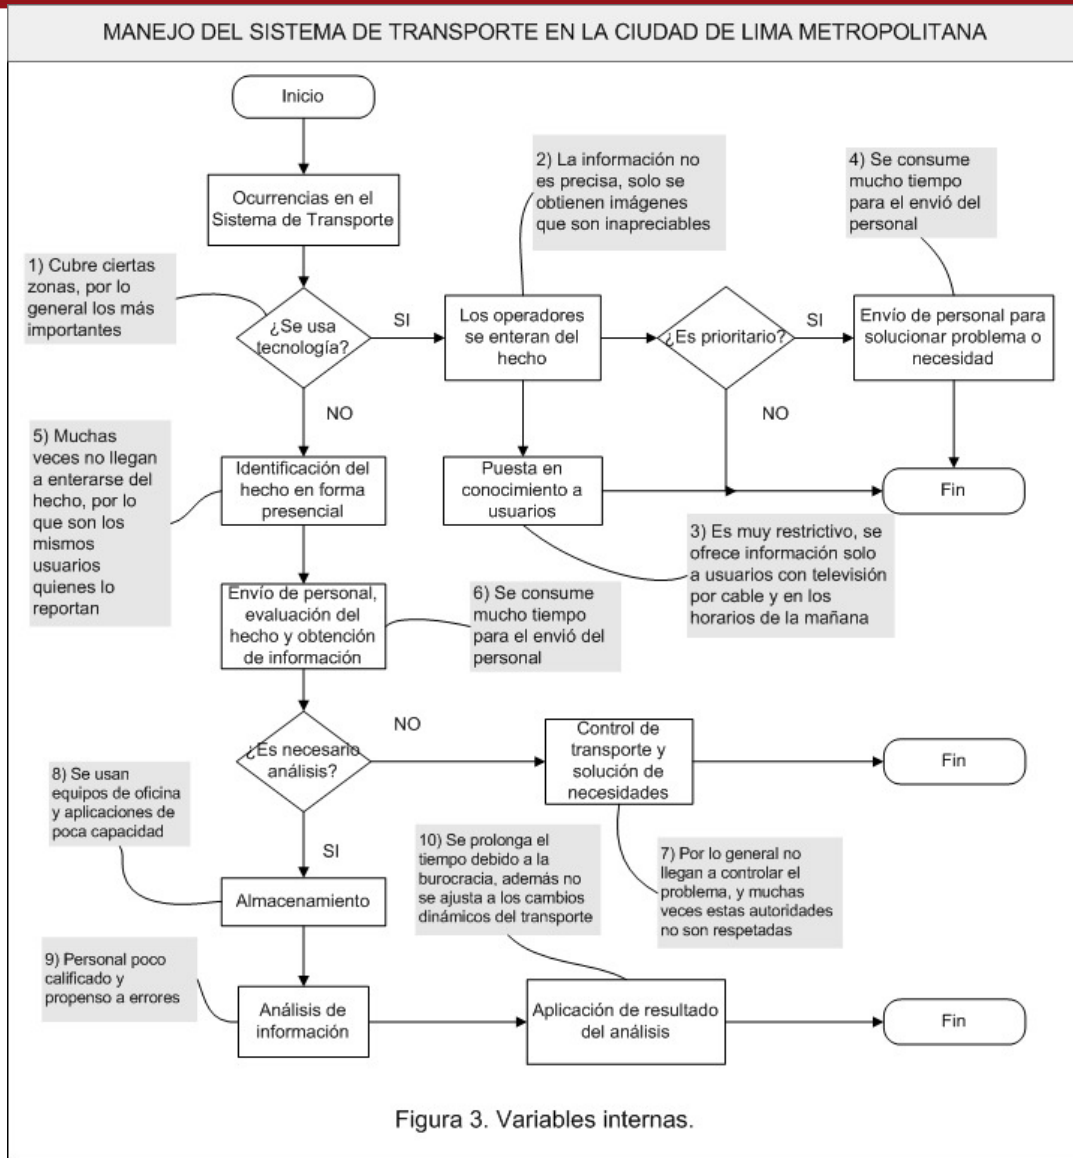 MANEJO DEL SISTEMA DE TRANSPORTE EN LA CIUDAD DE LIMA METROPOLITANA
Inicio
Ocurrencias en el
Sistema de Transporte
2) La información no
es precisa, solo se
obtienen imágenes
que son inapreciables
4) Se consume
mucho tiempo
para el envió del
personal
1) Cubre ciertas
zonas, por lo
general los más
importantes
¿Se usa
tecnología?
SI
Los operadores
se enteran del
hecho
¿Es prioritario?
SI
Envío de personal para
solucionar problema o
necesidad
NO
NO
5) Muchas
veces no llegan
a enterarse del
hecho, por lo
que son los
mismos
usuarios
quienes lo
reportan
Identificación del
hecho en forma
presencial
Puesta en
conocimiento a
usuarios
Fin
3) Es muy restrictivo, se
ofrece información solo
a usuarios con televisión
por cable y en los
horarios de la mañana
Envío de personal,
evaluación del
hecho y obtención
de información
6) Se consume
mucho tiempo
para el envió del
personal
¿Es necesario
análisis?
NO
Control de
transporte y
solución de
necesidades
Fin
8) Se usan
equipos de oficina
y aplicaciones de
poca capacidad
SI
10) Se prolonga el
tiempo debido a la
burocracia, además no
se ajusta a los cambios
dinámicos del transporte
7) Por lo general no
llegan a controlar el
problema, y muchas
veces estas autoridades
no son respetadas
Almacenamiento
9) Personal poco
calificado y
propenso a errores
Análisis de
información
Aplicación de resultado
del análisis
Fin
Figura 3. Variables internas.